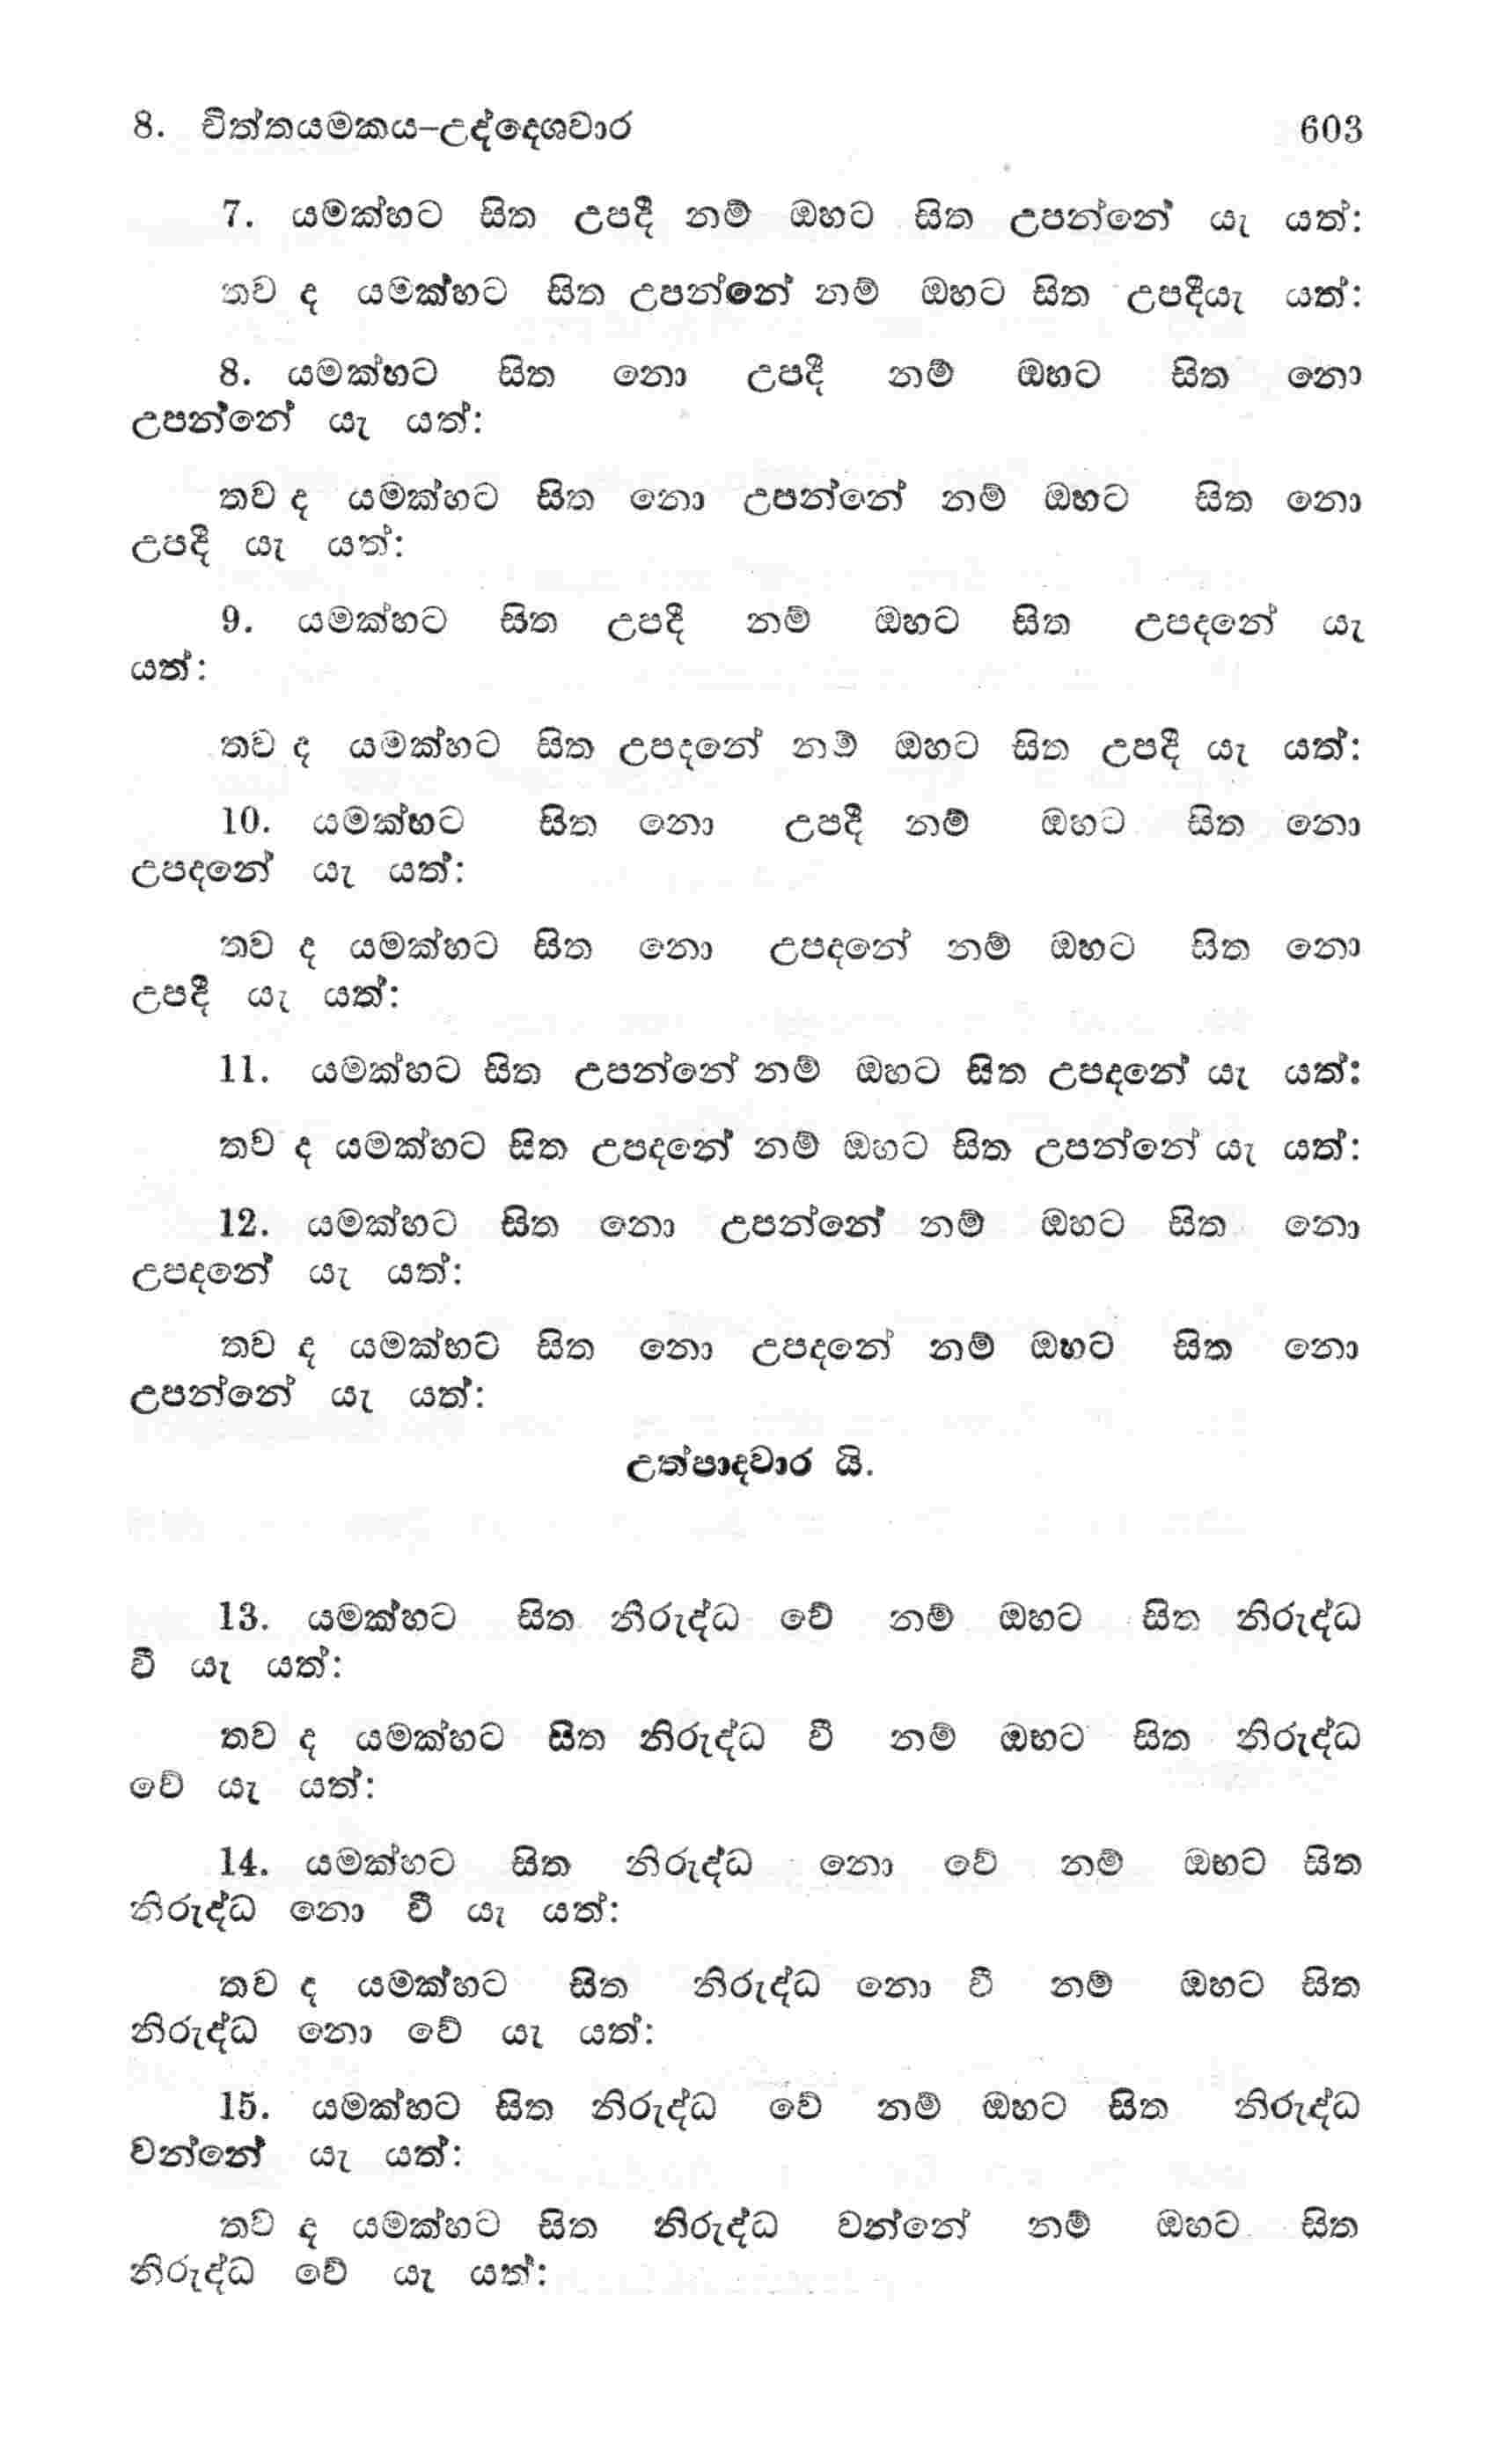 8. චිත්තයමකය–උද්දෙශවාර 603
7. යමක්හට සිත උපදී නම් ඔහට සිත උපන්නේ යැ යත්:
තව ද යමක්හට සිත උපන්නේ නම් ඔහට සිත උපදීයැ යත්:
8. යමක්හට සිත නො උපදී නම් ඔහට සිත නො
උපන්නේ යැ යත්:
තව ද යමක්හට සිත නො උපන්නේ නම් ඔහට සිත නො
උපදී යැ යත්:
9. යමක්හට සිත උපදී නම් ඔහට සිත උපදනේ යැ
යත්:
තව ද යමක්හට සිත උපදනේ නම් ඔහට සිත උපදී යැ යත්:
10. යමක්හට සිත නො උපදී නම් ඔහට සිත නො
උපදනේ යැ යත්:
තව ද යමක්හට සිත නො උපදනේ නම් ඔහට සිත නො
උපදී යැ යත්:
11. යමක්හට සිත උපන්නේ නම් ඔහට සිත උපදනේ යැ යත්:
තව ද යමක්හට සිත උපදනේ නම් ඔහට සිත උපන්නේ යැ යත්:
12. යමක්හට සිත නො උපන්නේ නම් ඔහට සිත නො
උපදනේ යැ යත්:
තව ද යමක්හට සිත නො උපදනේ නම් ඔහට සිත නො
උපන්නේ යැ යත්:
උත්පාදවාර යි.
13. යමක්හට සිත නිරුද්ධ වේ නම් ඔහට සිත නිරුද්ධ
වී යැ යත්:
තව ද යමක්හට සිත නිරුද්ධ වී නම් ඔහට සිත නිරුද්ධ
වේ යැ යත්:
14. යමක්හට සිත නිරුද්ධ නො වේ නම් ඔහට සිත
නිරුද්ධ නො වී යැ යත්:
තව ද යමක්හට සිත නිරුද්ධ නො වී නම් ඔහට සිත
නිරුද්ධ නො වේ යැ යත්:
15. යමක්හට සිත නිරුද්ධ වේ නම් ඔහට සිත නිරුද්ධ
වන්නේ යැ යත්:
තව ද යමක්හට සිත නිරුද්ධ වන්නේ නම් ඔහට සිත
නිරුද්ධ වේ යැ යත්: